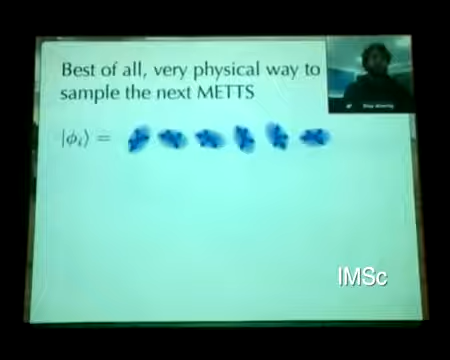 Best of all, very physical way to
sample the next METTS
|ϕᵢ⟩ =
IMSc